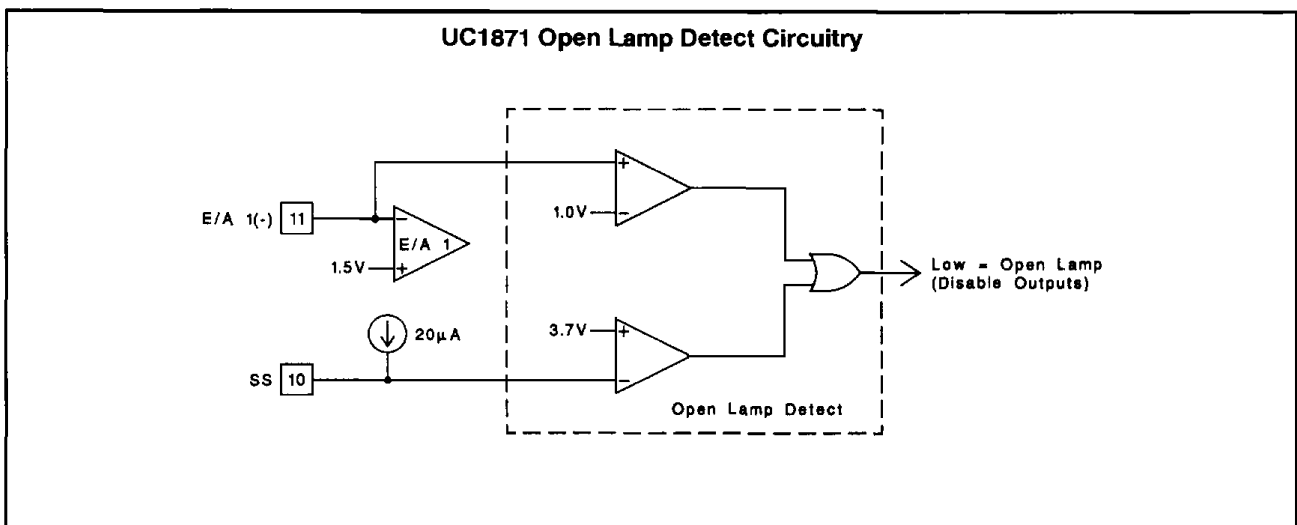 UC1871 Open Lamp Detect Circuitry
+
1.0V
−
E/A 1(-) 11
−
E/A 1
1.5V
+
Low = Open Lamp
(Disable Outputs)
20μA
3.7V
+
SS 10
−
Open Lamp Detect